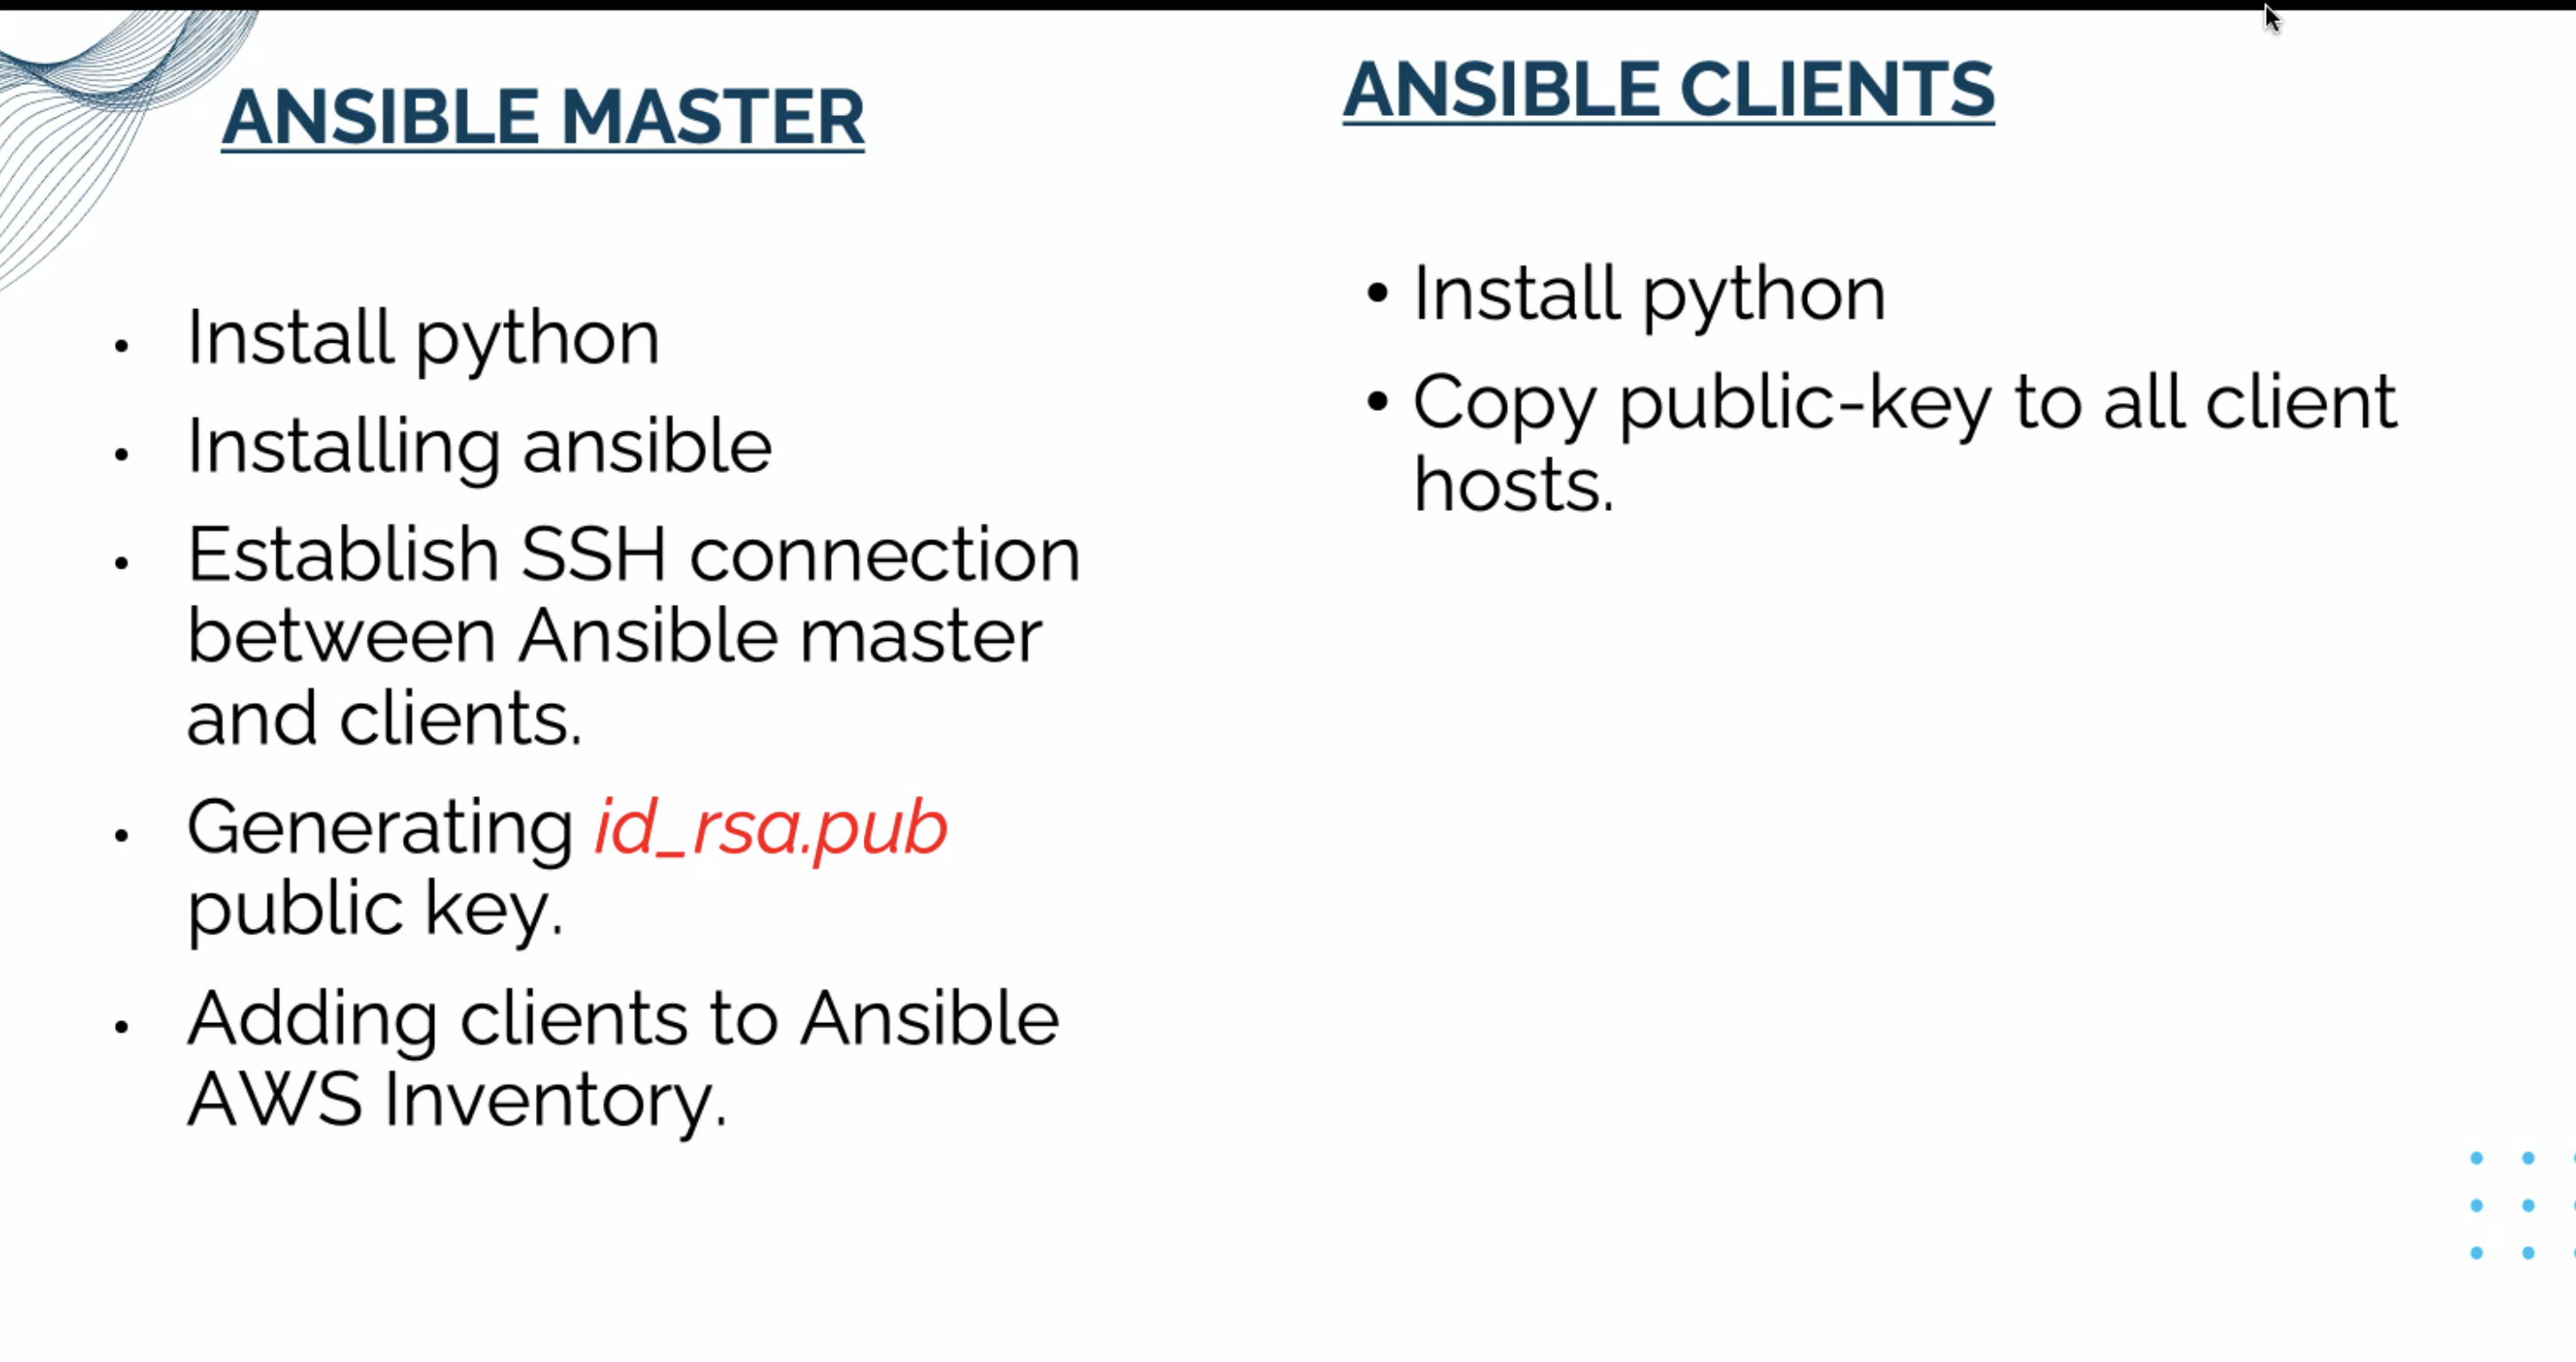 ANSIBLE MASTER
• Install python
• Installing ansible
• Establish SSH connection
between Ansible master
and clients.
• Generating id_rsa.pub
public key.
• Adding clients to Ansible
AWS Inventory.
ANSIBLE CLIENTS
• Install python
• Copy public-key to all client
hosts.